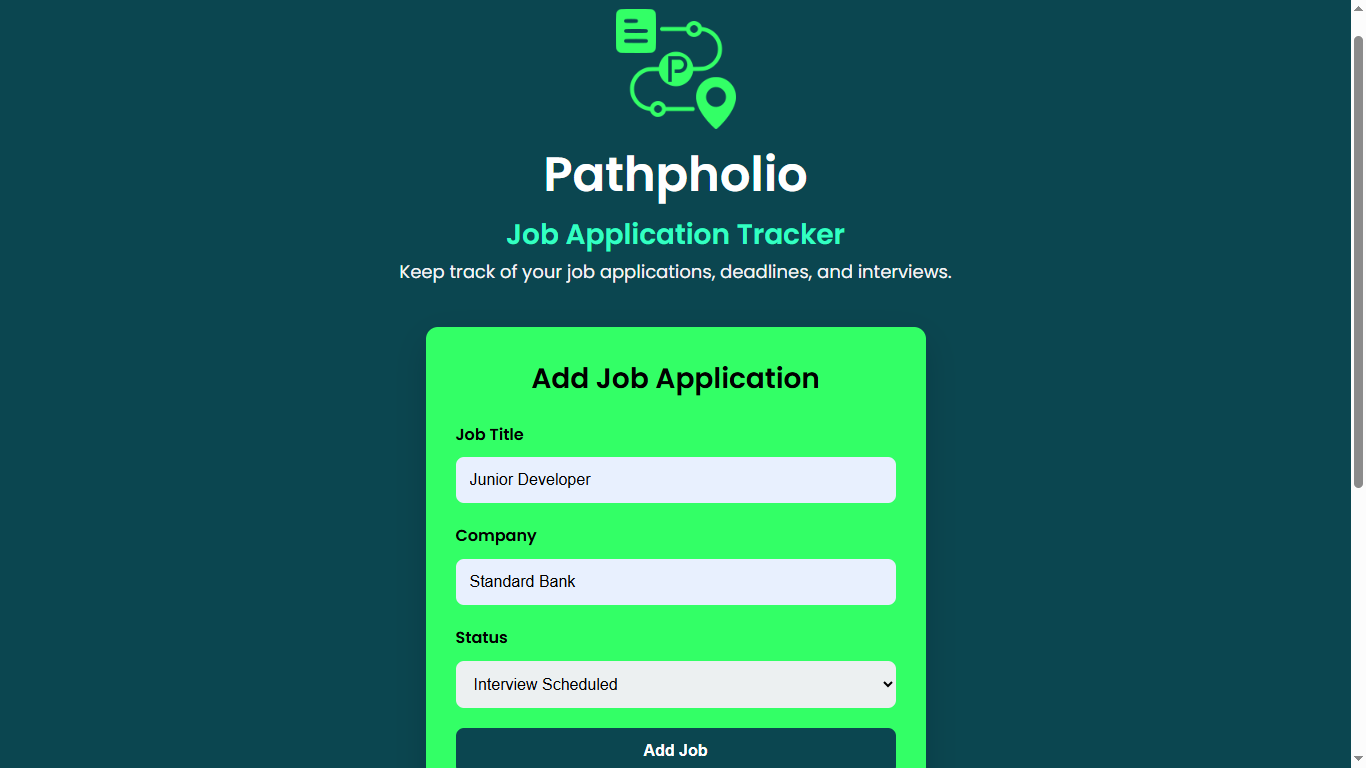 P
Pathpholio
Job Application Tracker
Keep track of your job applications, deadlines, and interviews.
Add Job Application
Job Title
Junior Developer
Company
Standard Bank
Status
Interview Scheduled
Add Job